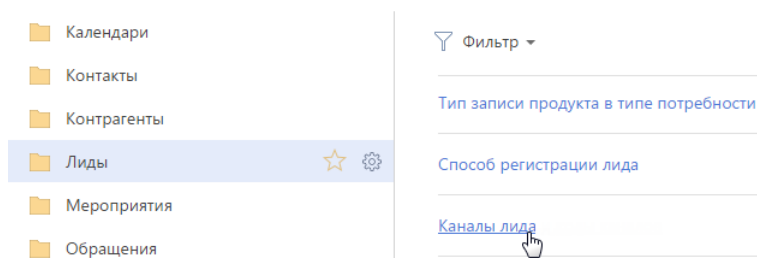 Календари
Контакты
Контрагенты
Лиды
Мероприятия
Обращения
Фильтр
Тип записи продукта в типе потребности
Способ регистрации лида
Каналы лида